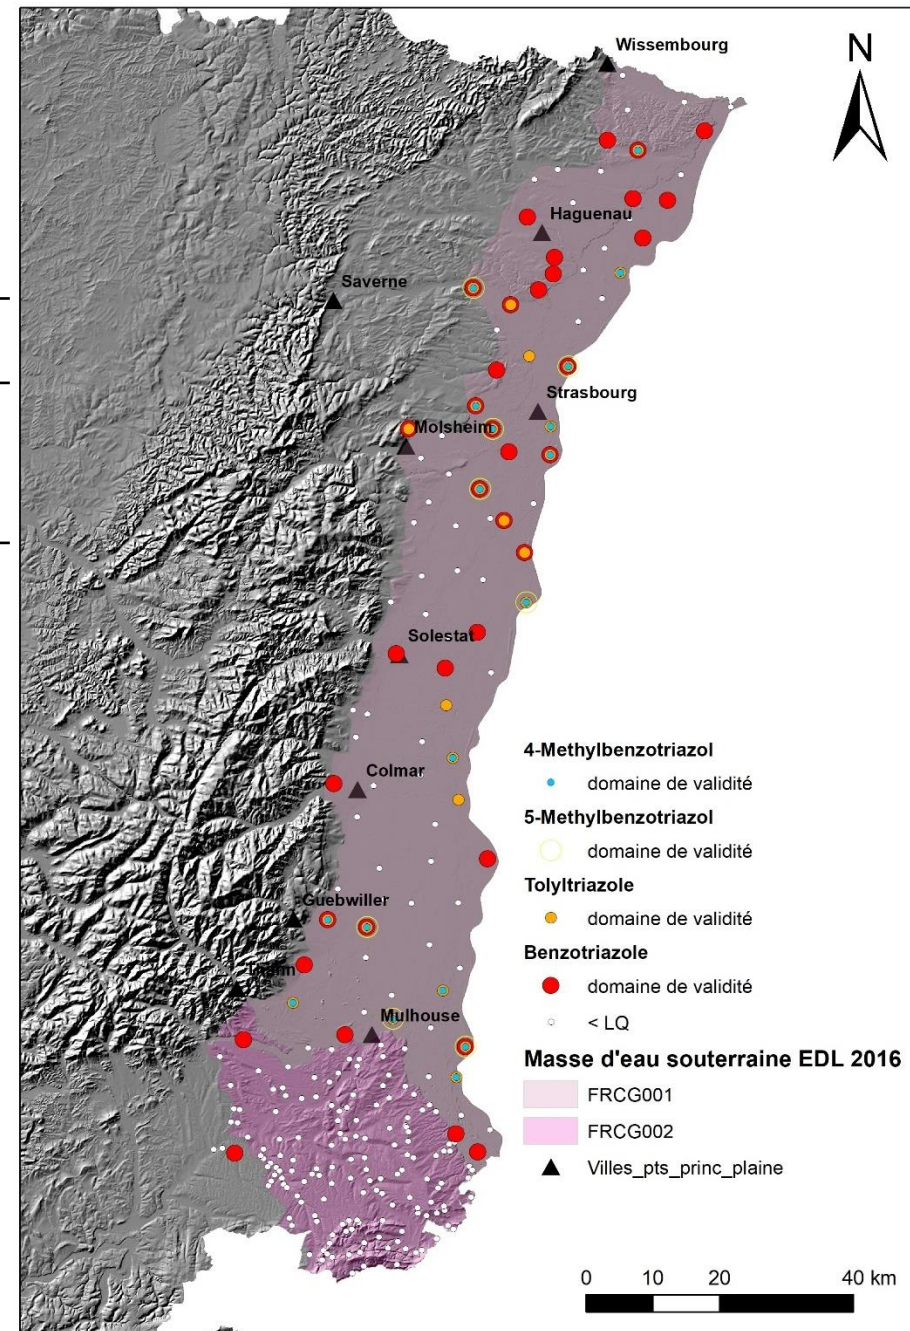 Wissembourg
N
Haguenau
Saverne
Strasbourg
Molsheim
Solestat
4-Methylbenzotriazol
domaine de validité
Colmar
5-Methylbenzotriazol
domaine de validité
Tolyltriazole
Guebwiller
domaine de validité
Benzotriazole
Thann
domaine de validité
Mulhouse
< LQ
Masse d'eau souterraine EDL 2016
FRCG001
FRCG002
Villes_pts_princ_plaine
0 10 20 40 km